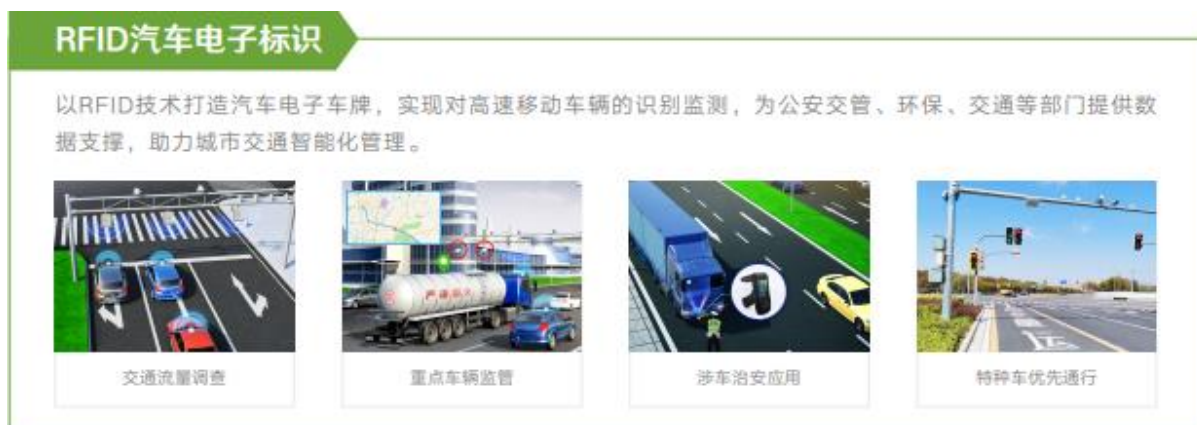 RFID汽车电子标识
以RFID技术打造汽车电子车牌，实现对高速移动车辆的识别监测，为公安交管、环保、交通等部门提供数
据支撑，助力城市交通智能化管理。
交通流量调查
重点车辆监管
涉车治安应用
特种车优先通行